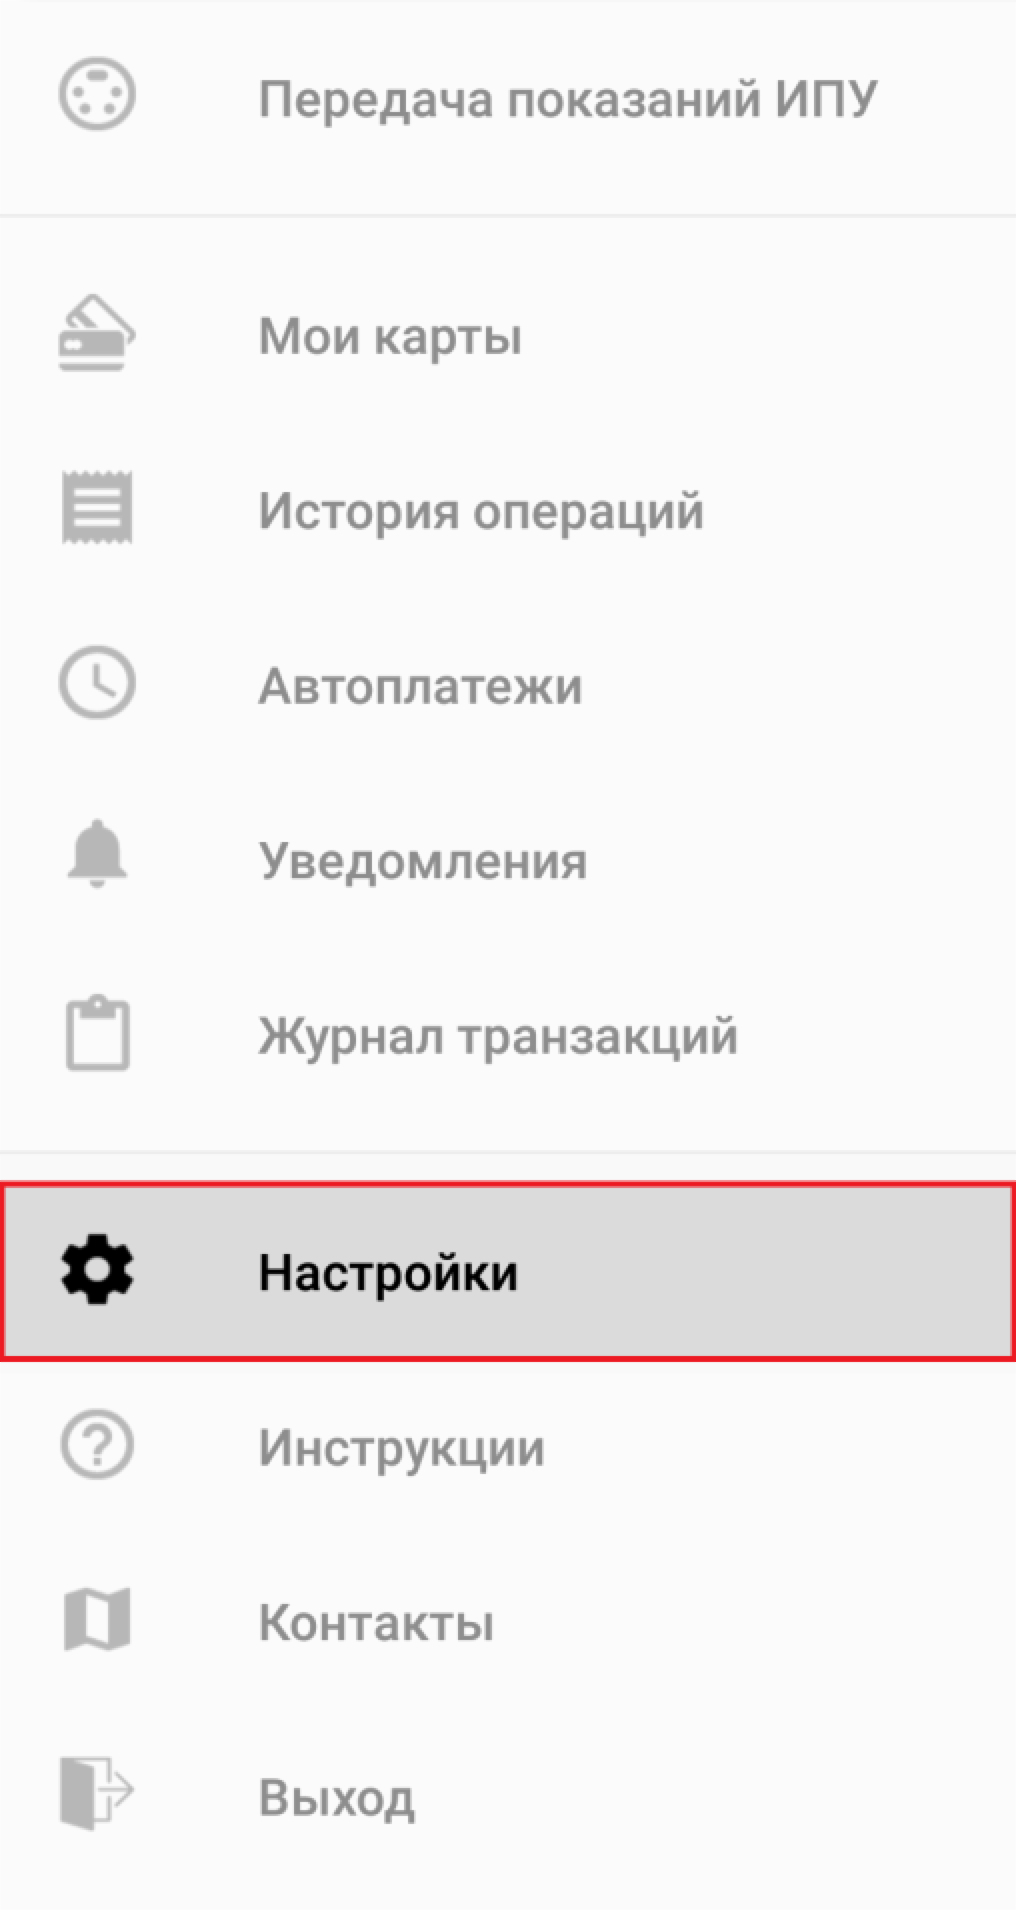 Передача показаний ИПУ
Мои карты
История операций
Автоплатежи
Уведомления
Журнал транзакций
Настройки
Инструкции
Контакты
Выход